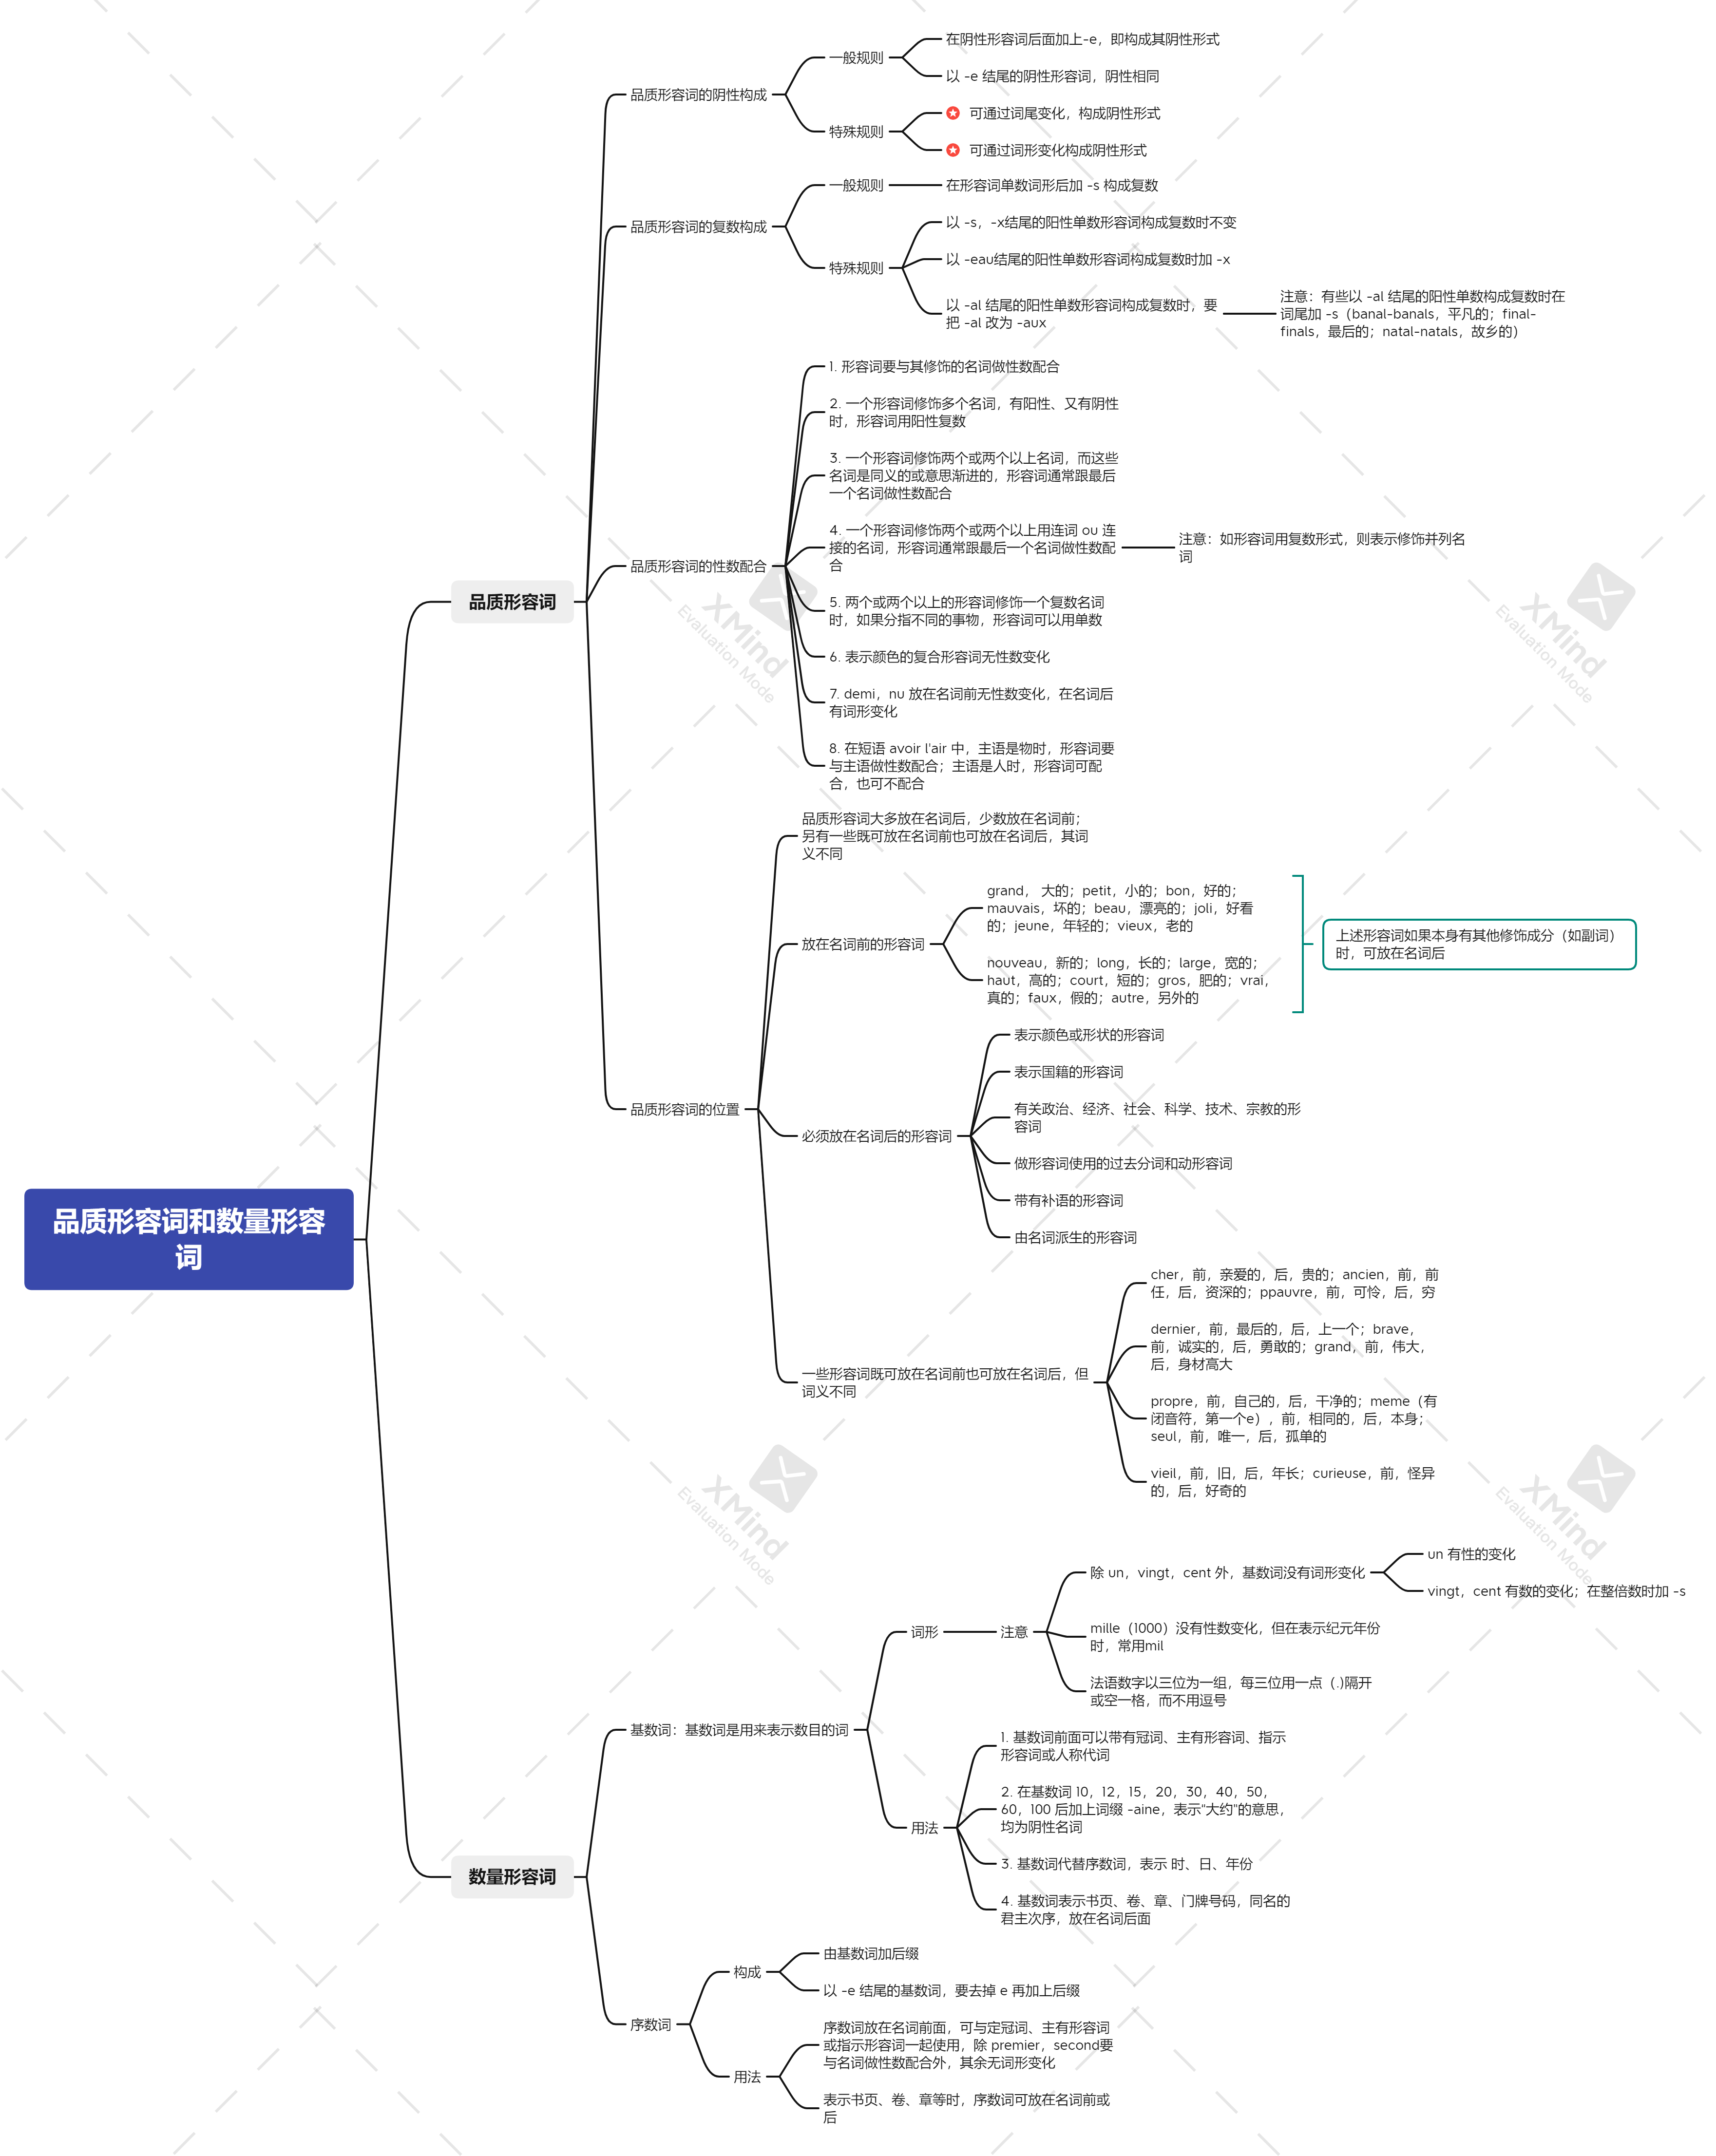 品质形容词和数量形容
词
品质形容词
品质形容词的阴性构成
一般规则
在阴性形容词后面加上-e，即构成其阴性形式
以 -e 结尾的阴性形容词，阴性相同
特殊规则
可通过词尾变化，构成阴性形式
可通过词形变化构成阴性形式
品质形容词的复数构成
一般规则
在形容词单数词形后加 -s 构成复数
特殊规则
以 -s，-x结尾的阳性单数形容词构成复数时不变
以 -eau结尾的阳性单数形容词构成复数时加 -x
以 -al 结尾的阳性单数形容词构成复数时，要
把 -al 改为 -aux
注意：有些以 -al 结尾的阳性单数构成复数时在
词尾加 -s（banal-banals，平凡的；final-
finals，最后的；natal-natals，故乡的）
品质形容词的性数配合
1. 形容词要与其修饰的名词做性数配合
2. 一个形容词修饰多个名词，有阳性、又有阴性
时，形容词用阳性复数
3. 一个形容词修饰两个或两个以上名词，而这些
名词是同义的或意思渐进的，形容词通常跟最后
一个名词做性数配合
4. 一个形容词修饰两个或两个以上用连词 ou 连
接的名词，形容词通常跟最后一个名词做性数配
合
注意：如形容词用复数形式，则表示修饰并列名
词
5. 两个或两个以上的形容词修饰一个复数名词
时，如果分指不同的事物，形容词可以用单数
6. 表示颜色的复合形容词无性数变化
7. demi，nu 放在名词前无性数变化，在名词后
有词形变化
8. 在短语 avoir l'air 中，主语是物时，形容词要
与主语做性数配合；主语是人时，形容词可配
合，也可不配合
品质形容词的位置
品质形容词大多放在名词后，少数放在名词前；
另有一些既可放在名词前也可放在名词后，其词
义不同
放在名词前的形容词
grand， 大的；petit，小的；bon，好的；
mauvais，坏的；beau，漂亮的；joli，好看
的；jeune，年轻的；vieux，老的
nouveau，新的；long，长的；large，宽的；
haut，高的；court，短的；gros，肥的；vrai，
真的；faux，假的；autre，另外的
上述形容词如果本身有其他修饰成分（如副词）
时，可放在名词后
必须放在名词后的形容词
表示颜色或形状的形容词
表示国籍的形容词
有关政治、经济、社会、科学、技术、宗教的形
容词
做形容词使用的过去分词和动形容词
带有补语的形容词
由名词派生的形容词
一些形容词既可放在名词前也可放在名词后，但
词义不同
cher，前，亲爱的，后，贵的；ancien，前，前
任，后，资深的；ppauvre，前，可怜，后，穷
dernier，前，最后的，后，上一个；brave，
前，诚实的，后，勇敢的；grand，前，伟大，
后，身材高大
propre，前，自己的，后，干净的；meme（有
闭音符，第一个e），前，相同的，后，本身；
seul，前，唯一，后，孤单的
vieil，前，旧，后，年长；curieuse，前，怪异
的，后，好奇的
数量形容词
基数词：基数词是用来表示数目的词
词形
注意
除 un，vingt，cent 外，基数词没有词形变化
un 有性的变化
vingt，cent 有数的变化；在整倍数时加 -s
mille（1000）没有性数变化，但在表示纪元年份
时，常用mil
法语数字以三位为一组，每三位用一点（.)隔开
或空一格，而不用逗号
用法
1. 基数词前面可以带有冠词、主有形容词、指示
形容词或人称代词
2. 在基数词 10，12，15，20，30，40，50，
60，100 后加上词缀 -aine，表示“大约”的意思，
均为阴性名词
3. 基数词代替序数词，表示 时、日、年份
4. 基数词表示书页、卷、章、门牌号码，同名的
君主次序，放在名词后面
序数词
构成
由基数词加后缀
以 -e 结尾的基数词，要去掉 e 再加上后缀
用法
序数词放在名词前面，可与定冠词、主有形容词
或指示形容词一起使用，除 premier，second要
与名词做性数配合外，其余无词形变化
表示书页、卷、章等时，序数词可放在名词前或
后
XMind
Evaluation Mode
XMind
Evaluation Mode
XMind
Evaluation Mode
XMind
Evaluation Mode